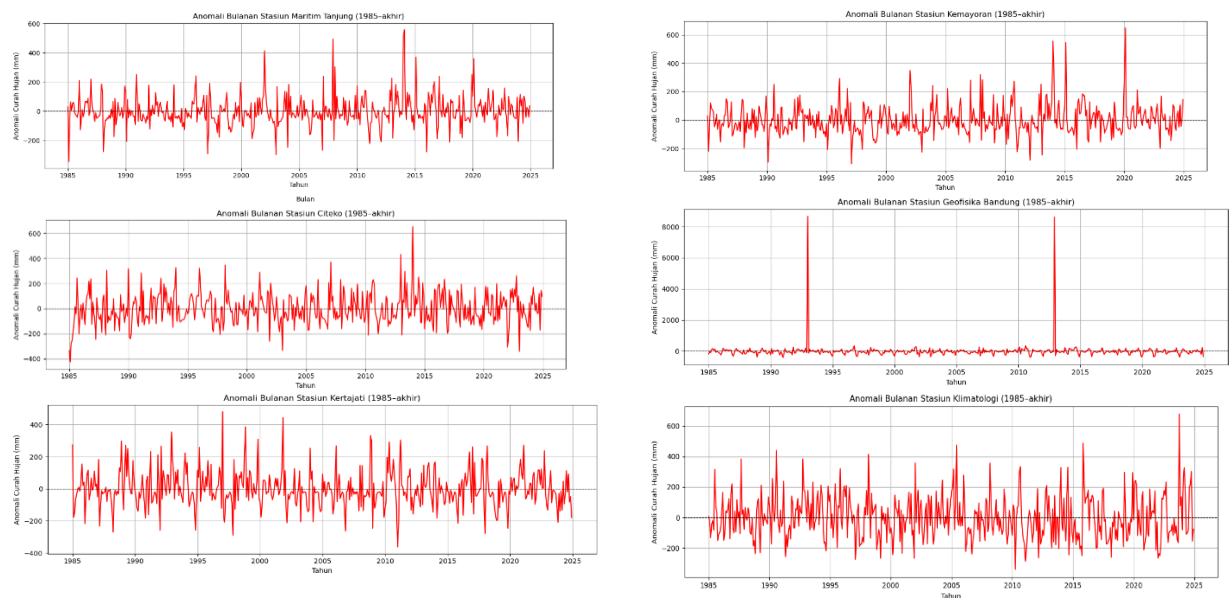 Anomali Bulanan Stasiun Maritim Tanjung (1985–akhir)
Anomali Curah Hujan (mm)
600
400
200
0
−200
1985 1990 1995 2000 2005 2010 2015 2020 2025
Tahun
Bulan
Anomali Bulanan Stasiun Citeko (1985–akhir)
Anomali Curah Hujan (mm)
600
400
200
0
−200
−400
1985 1990 1995 2000 2005 2010 2015 2020 2025
Tahun
Anomali Bulanan Stasiun Kertajati (1985–akhir)
Anomali Curah Hujan (mm)
400
200
0
−200
−400
1985 1990 1995 2000 2005 2010 2015 2020 2025
Tahun
Anomali Bulanan Stasiun Kemayoran (1985–akhir)
Anomali Curah Hujan (mm)
600
400
200
0
−200
1985 1990 1995 2000 2005 2010 2015 2020 2025
Tahun
Anomali Bulanan Stasiun Geofisika Bandung (1985–akhir)
Anomali Curah Hujan (mm)
8000
6000
4000
2000
0
1985 1990 1995 2000 2005 2010 2015 2020 2025
Tahun
Anomali Bulanan Stasiun Klimatologi (1985–akhir)
Anomali Curah Hujan (mm)
600
400
200
0
−200
1985 1990 1995 2000 2005 2010 2015 2020 2025
Tahun